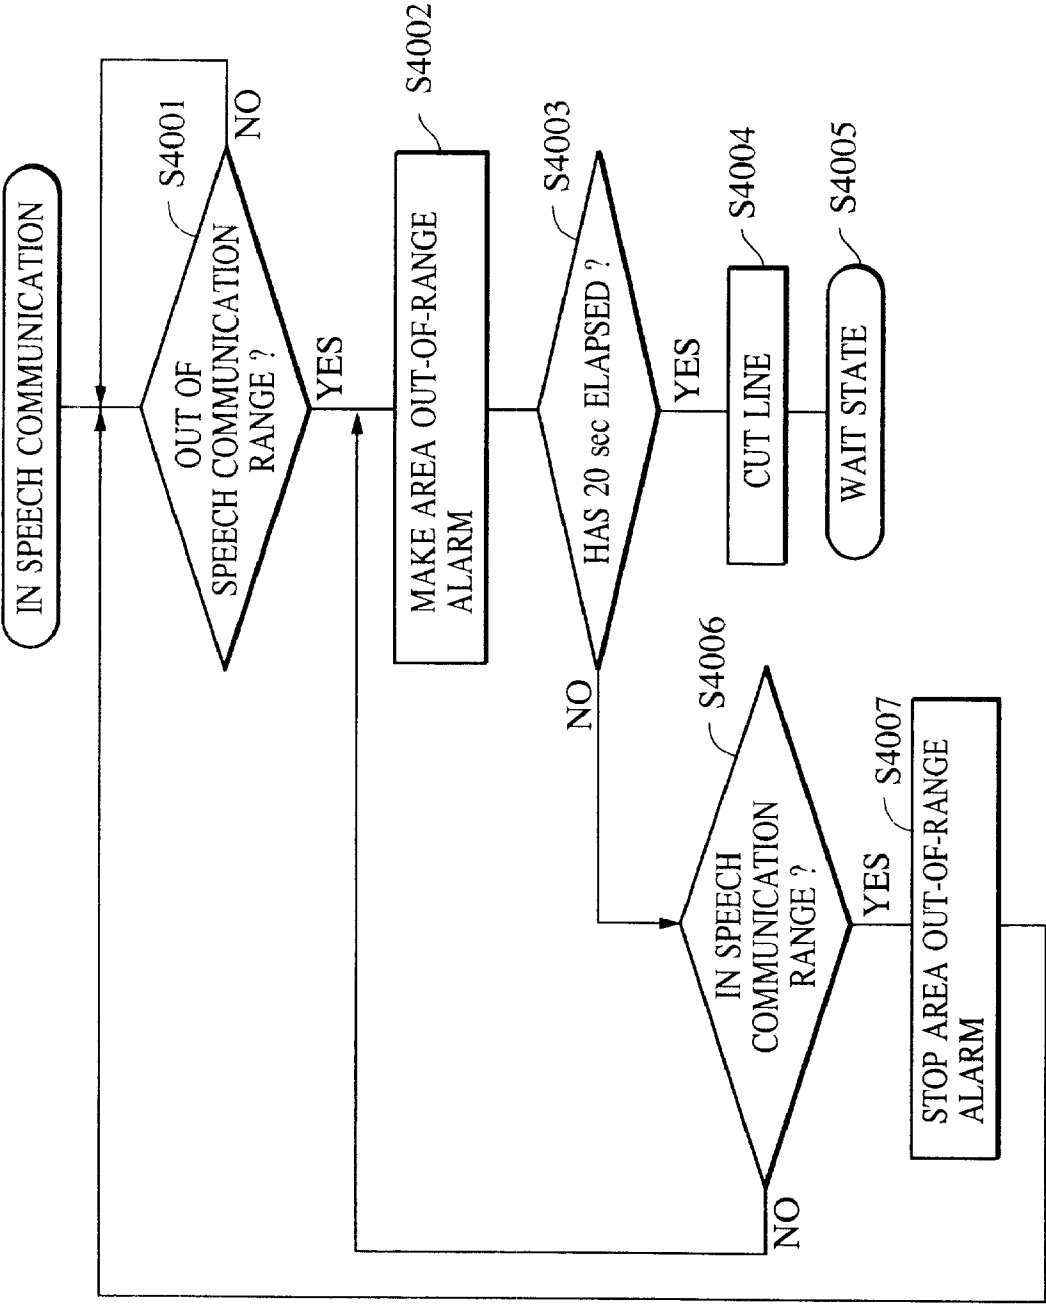 IN SPEECH COMMUNICATION
S4001
OUT OF
SPEECH COMMUNICATION
RANGE ?
NO
YES
S4002
MAKE AREA OUT-OF-RANGE
ALARM
S4003
HAS 20 sec ELAPSED ?
NO
YES
S4004
CUT LINE
S4005
WAIT STATE
S4006
IN SPEECH
COMMUNICATION
RANGE ?
NO
YES
S4007
STOP AREA OUT-OF-RANGE
ALARM